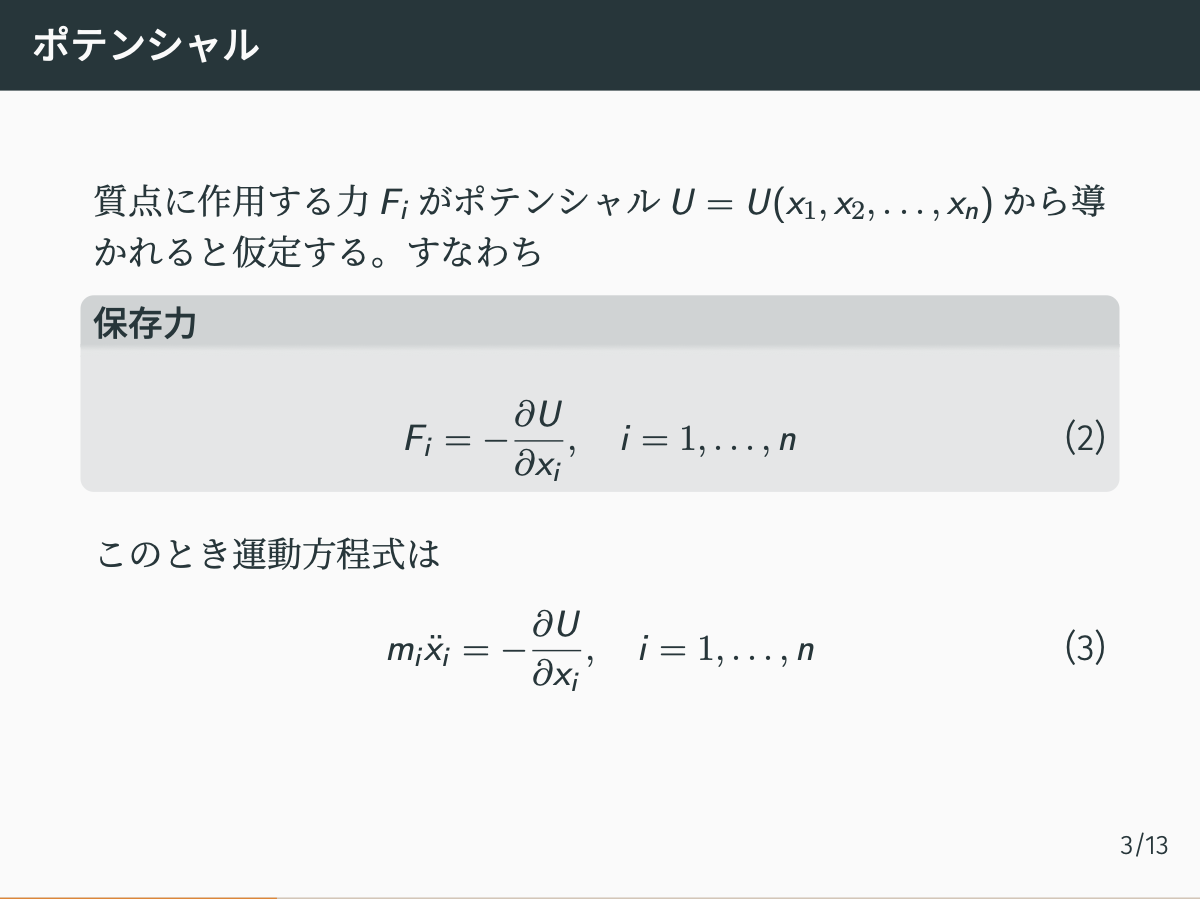 ポテンシャル
質点に作用する力 F_i がポテンシャル U = U(x_1, x_2, . . . , x_n) から導
かれると仮定する。すなわち
保存力
F_i = −∂U/∂x_i, i = 1, . . . , n (2)
このとき運動方程式は
m_i ẍ_i = −∂U/∂x_i, i = 1, . . . , n (3)
3/13